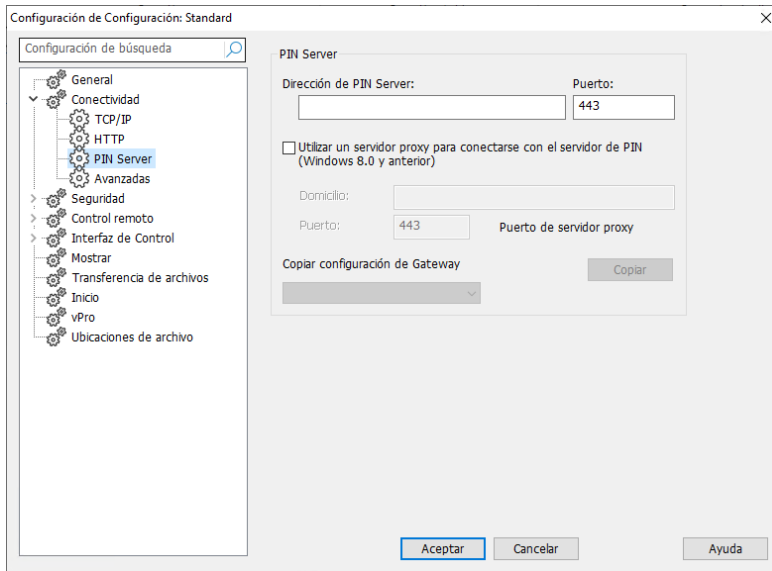 Configuración de Configuración: Standard
Configuración de búsqueda
General
Conectividad
TCP/IP
HTTP
PIN Server
Avanzadas
Seguridad
Control remoto
Interfaz de Control
Mostrar
Transferencia de archivos
Inicio
vPro
Ubicaciones de archivo
PIN Server
Dirección de PIN Server:
Puerto:
443
Utilizar un servidor proxy para conectarse con el servidor de PIN
(Windows 8.0 y anterior)
Domicilio:
Puerto:
443
Puerto de servidor proxy
Copiar configuración de Gateway
Copiar
Aceptar
Cancelar
Ayuda